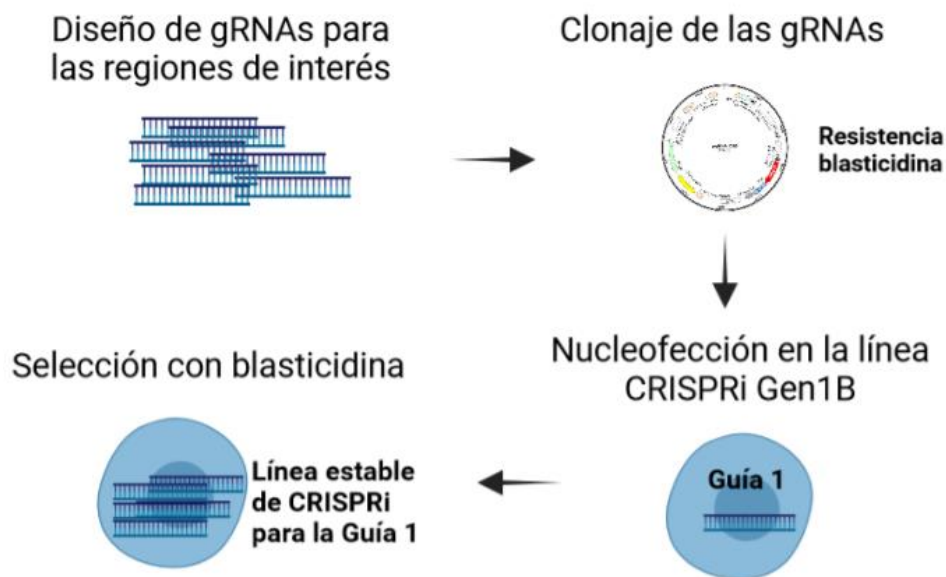 Diseño de gRNAs para
las regiones de interés
Clonaje de las gRNAs
Resistencia
blasticidina
Nucleofección en la línea
CRISPRi Gen1B
Guía 1
Selección con blasticidina
Línea estable
de CRISPRi
para la Guía 1